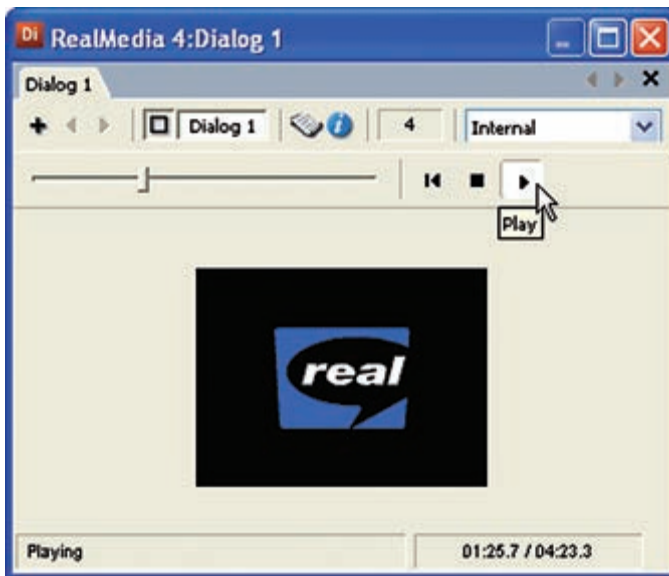 Di RealMedia 4:Dialog 1
Dialog 1
Dialog 1 4 Internal
Play
real
Playing 01:25.7 / 04:23.3